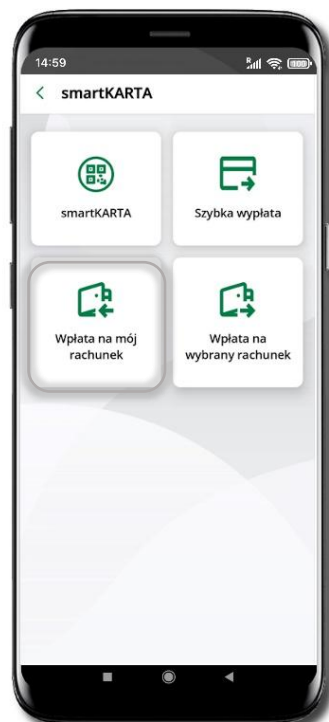 14:59
R
smartKARTA
smartKARTA
Szybka wypłata
Wpłata na mój
rachunek
Wpłata na
wybrany rachunek